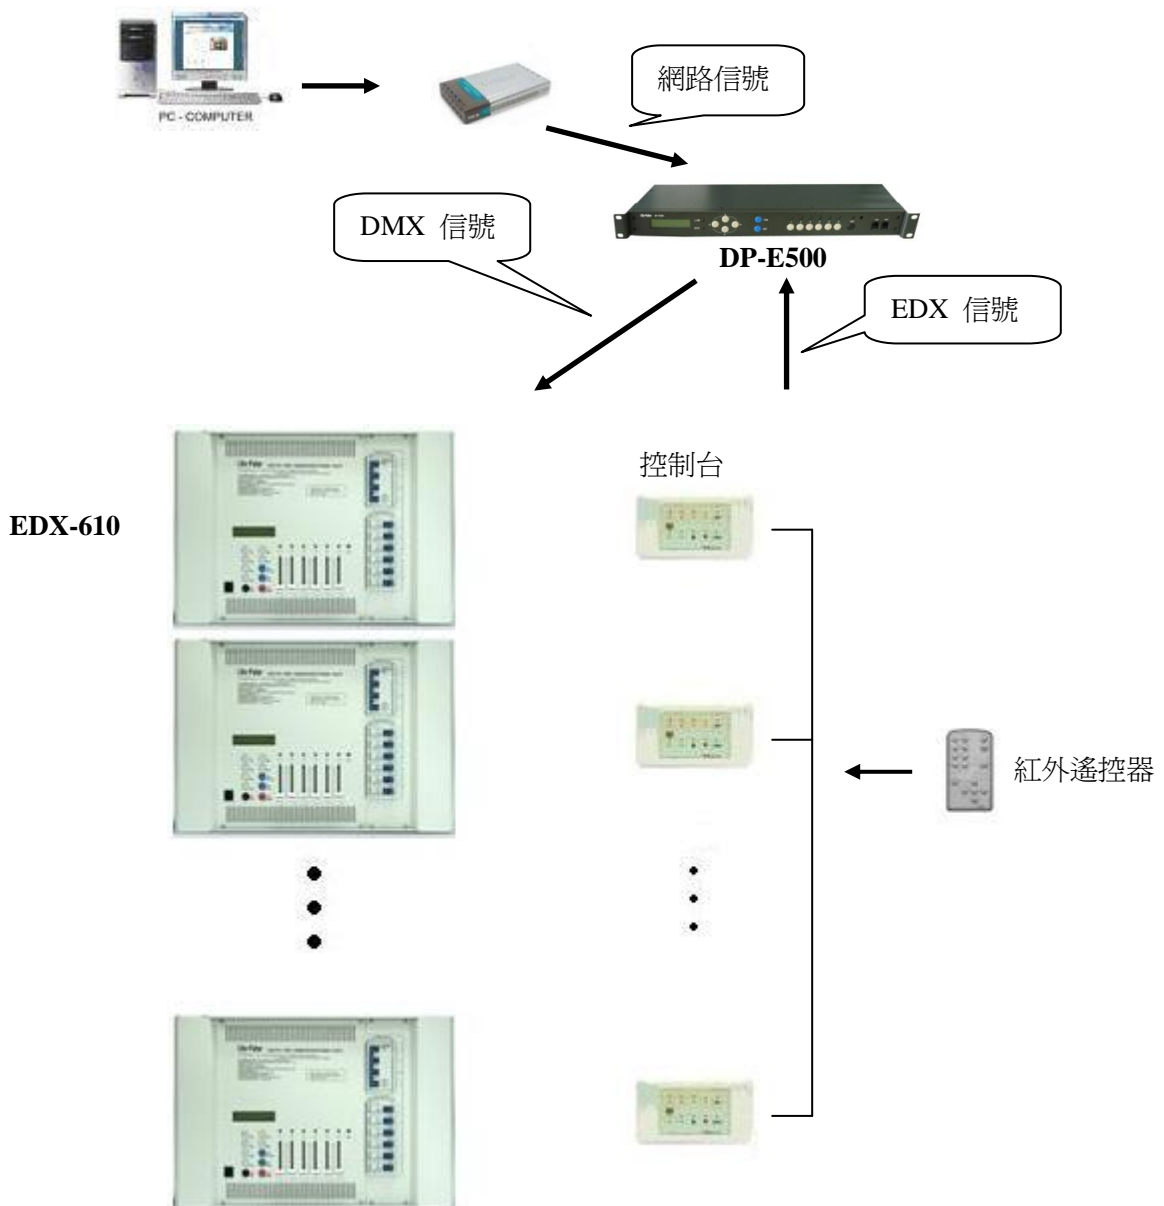 PC - COMPUTER
網路信號
DMX 信號
DP-E500
EDX 信號
控制台
EDX-610
紅外遙控器